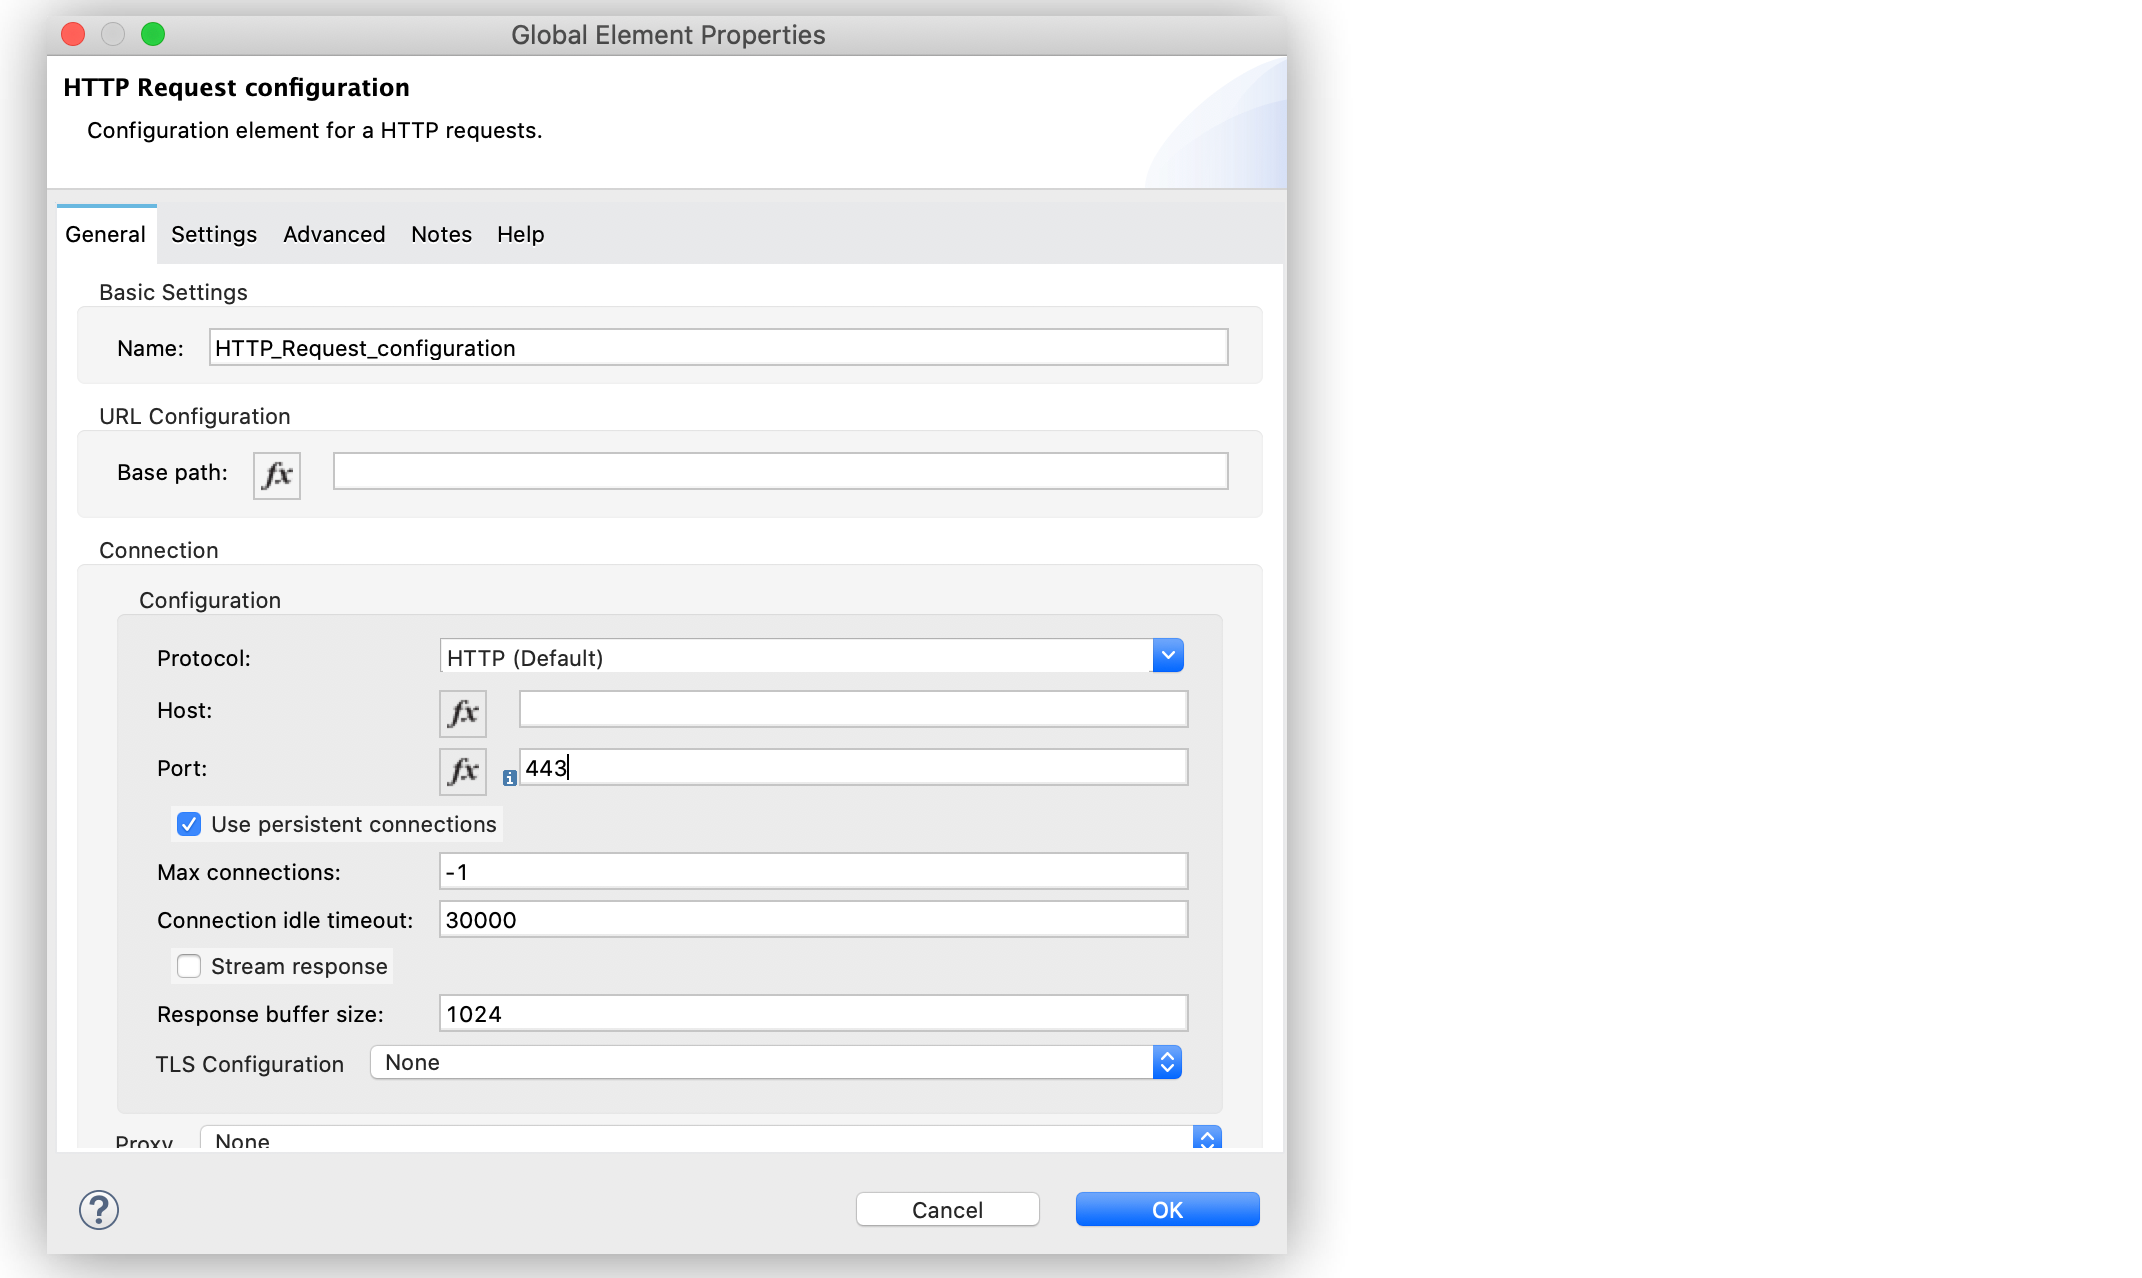 Global Element Properties
HTTP Request configuration
Configuration element for a HTTP requests.
General Settings Advanced Notes Help
Basic Settings
Name: HTTP_Request_configuration
URL Configuration
Base path: fx
Connection
Configuration
Protocol: HTTP (Default)
Host: fx
Port: fx i 443
Use persistent connections
Max connections: -1
Connection idle timeout: 30000
Stream response
Response buffer size: 1024
TLS Configuration None
Proxy None
? Cancel OK